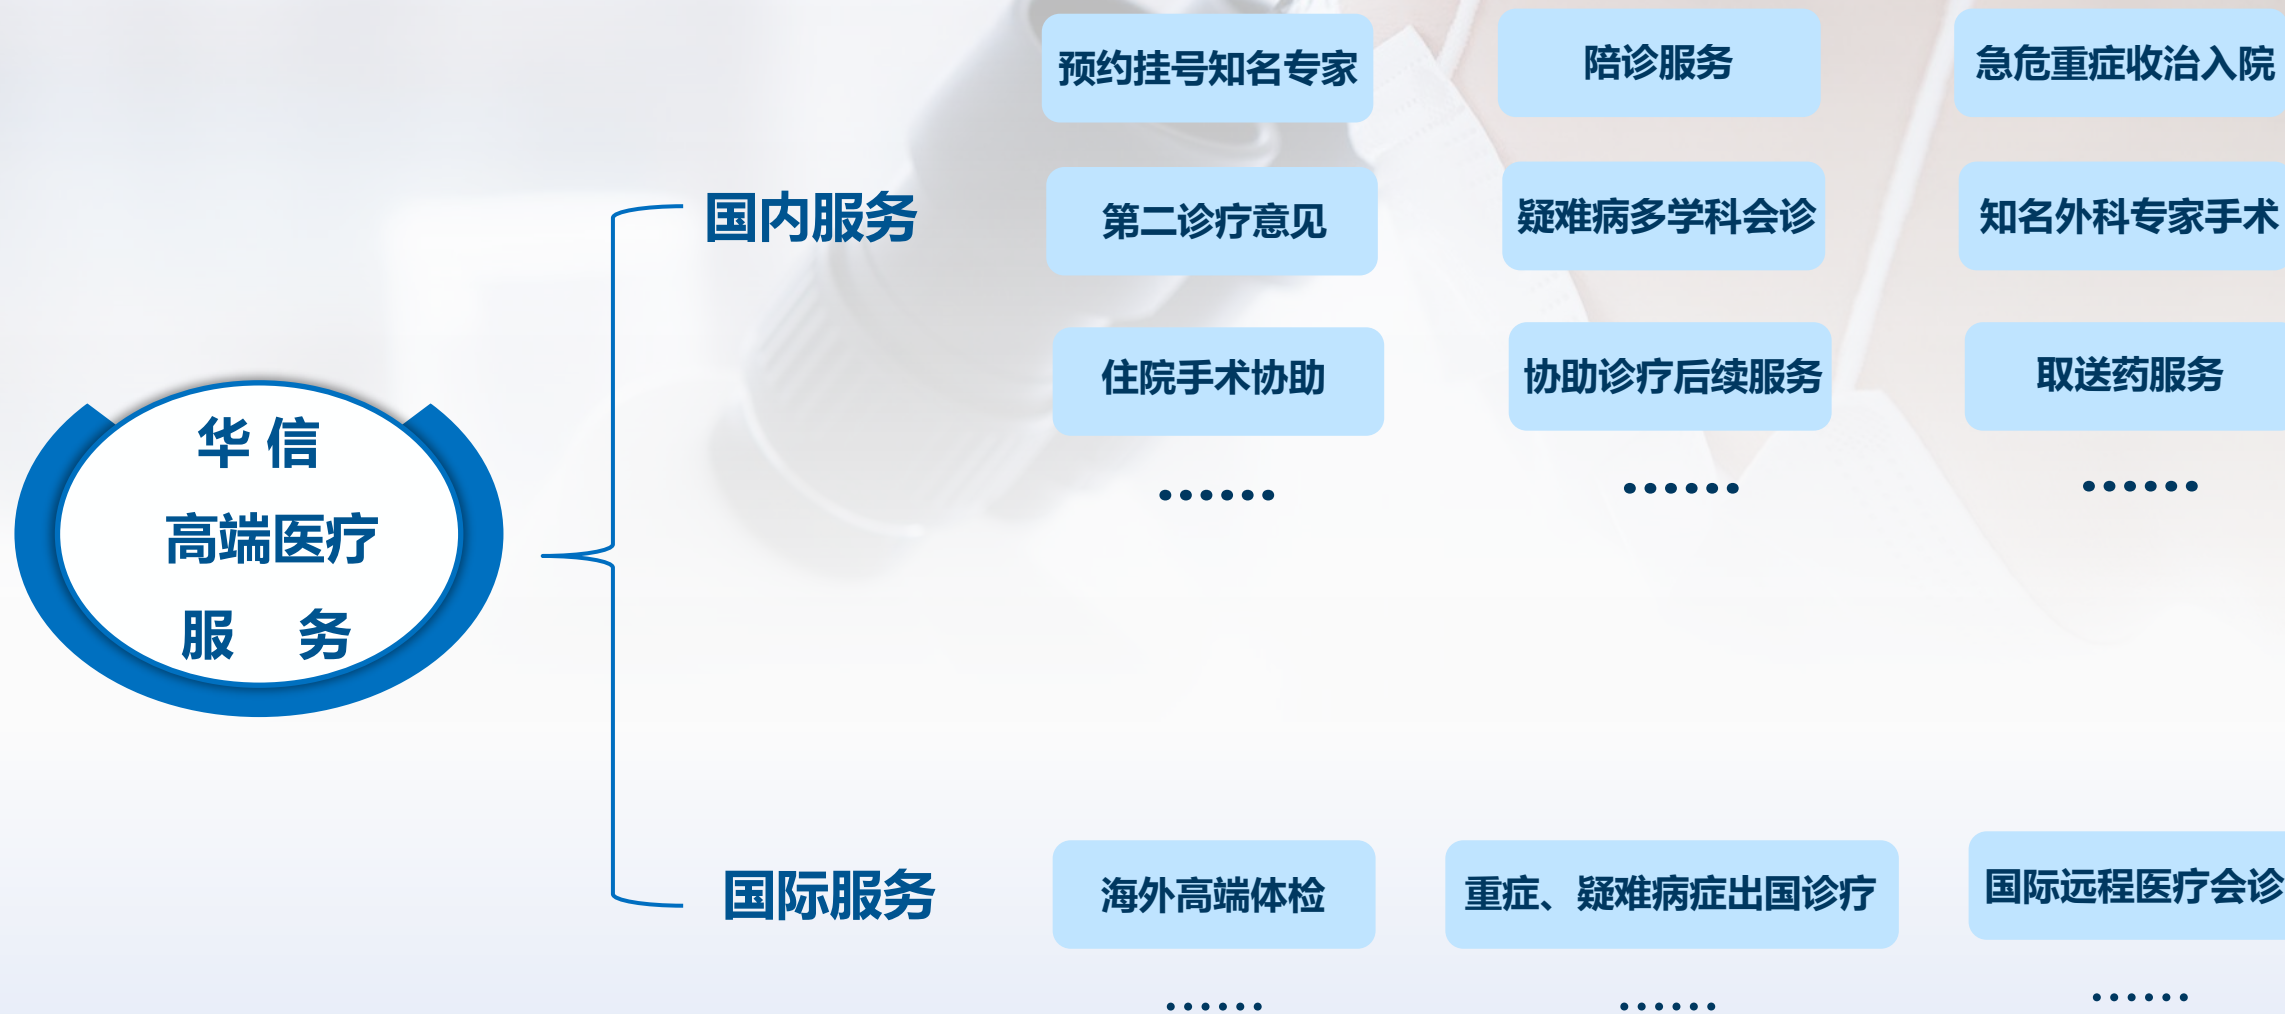 预约挂号知名专家
陪诊服务
急危重症收治入院
国内服务
第二诊疗意见
疑难病多学科会诊
知名外科专家手术
住院手术协助
协助诊疗后续服务
取送药服务
……
……
……
华信
高端医疗
服 务
国际服务
海外高端体检
重症、疑难病症出国诊疗
国际远程医疗会诊
……
……
……